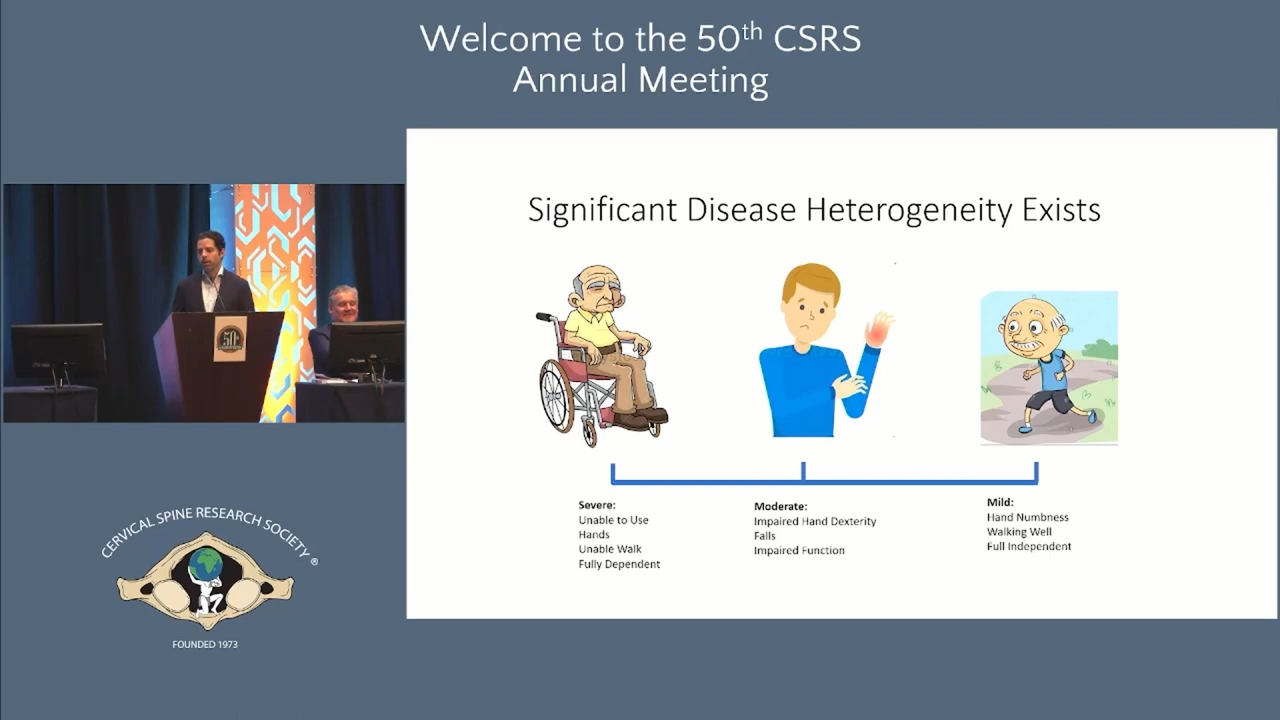 Welcome to the 50th CSRS
Annual Meeting
Significant Disease Heterogeneity Exists
Severe:
Unable to Use
Hands
Unable Walk
Fully Dependent
Moderate:
Impaired Hand Dexterity
Falls
Impaired Function
Mild:
Hand Numbness
Walking Well
Full Independent
50
CERVICAL SPINE RESEARCH SOCIETY®
FOUNDED 1973